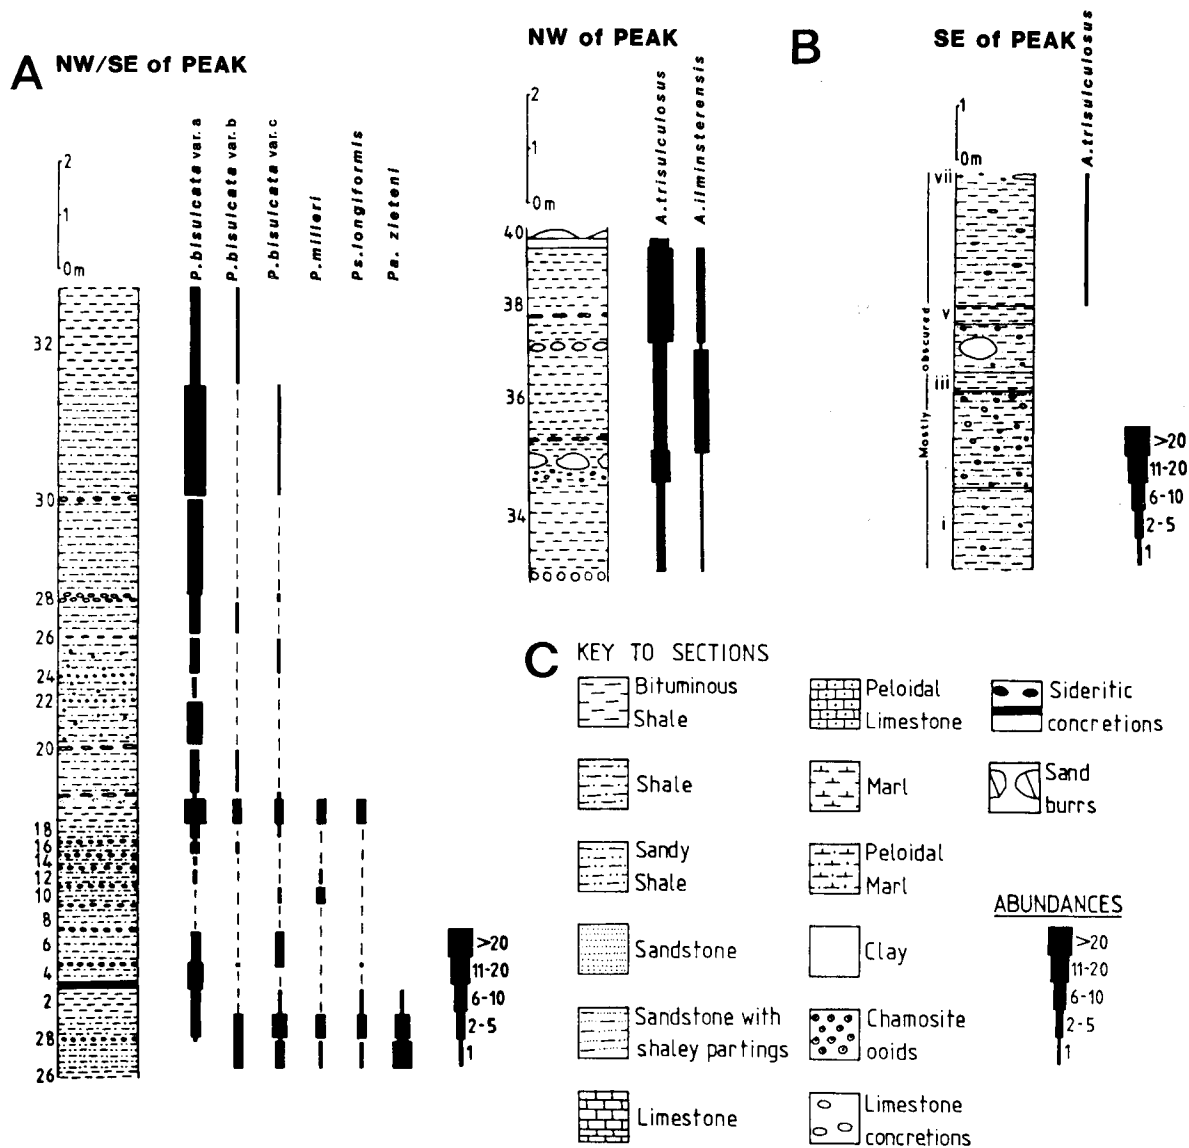 A NW/SE of PEAK
2
1
0m
P.bisulcata var. a
P.bisulcata var. b
P.bisulcata var. c
P.milleri
Ps.longiformis
Pa. zieteni
32
30
28
26
24
22
20
18
16
14
12
10
8
6
4
2
28
26
>20
11-20
6-10
2-5
1
NW of PEAK
2
1
0m
A.trisulculosus
A.ilminsterensis
40
38
36
34
B SE of PEAK
1
0m
A.trisulculosus
vii
v
iii
i
Mostly obscured
>20
11-20
6-10
2-5
1
C KEY TO SECTIONS
Bituminous
Shale
Shale
Sandy
Shale
Sandstone
Sandstone with
shaley partings
Limestone
Peloidal
Limestone
Marl
Peloidal
Marl
Clay
Chamosite
ooids
Limestone
concretions
Sideritic
concretions
Sand
burrs
ABUNDANCES
>20
11-20
6-10
2-5
1